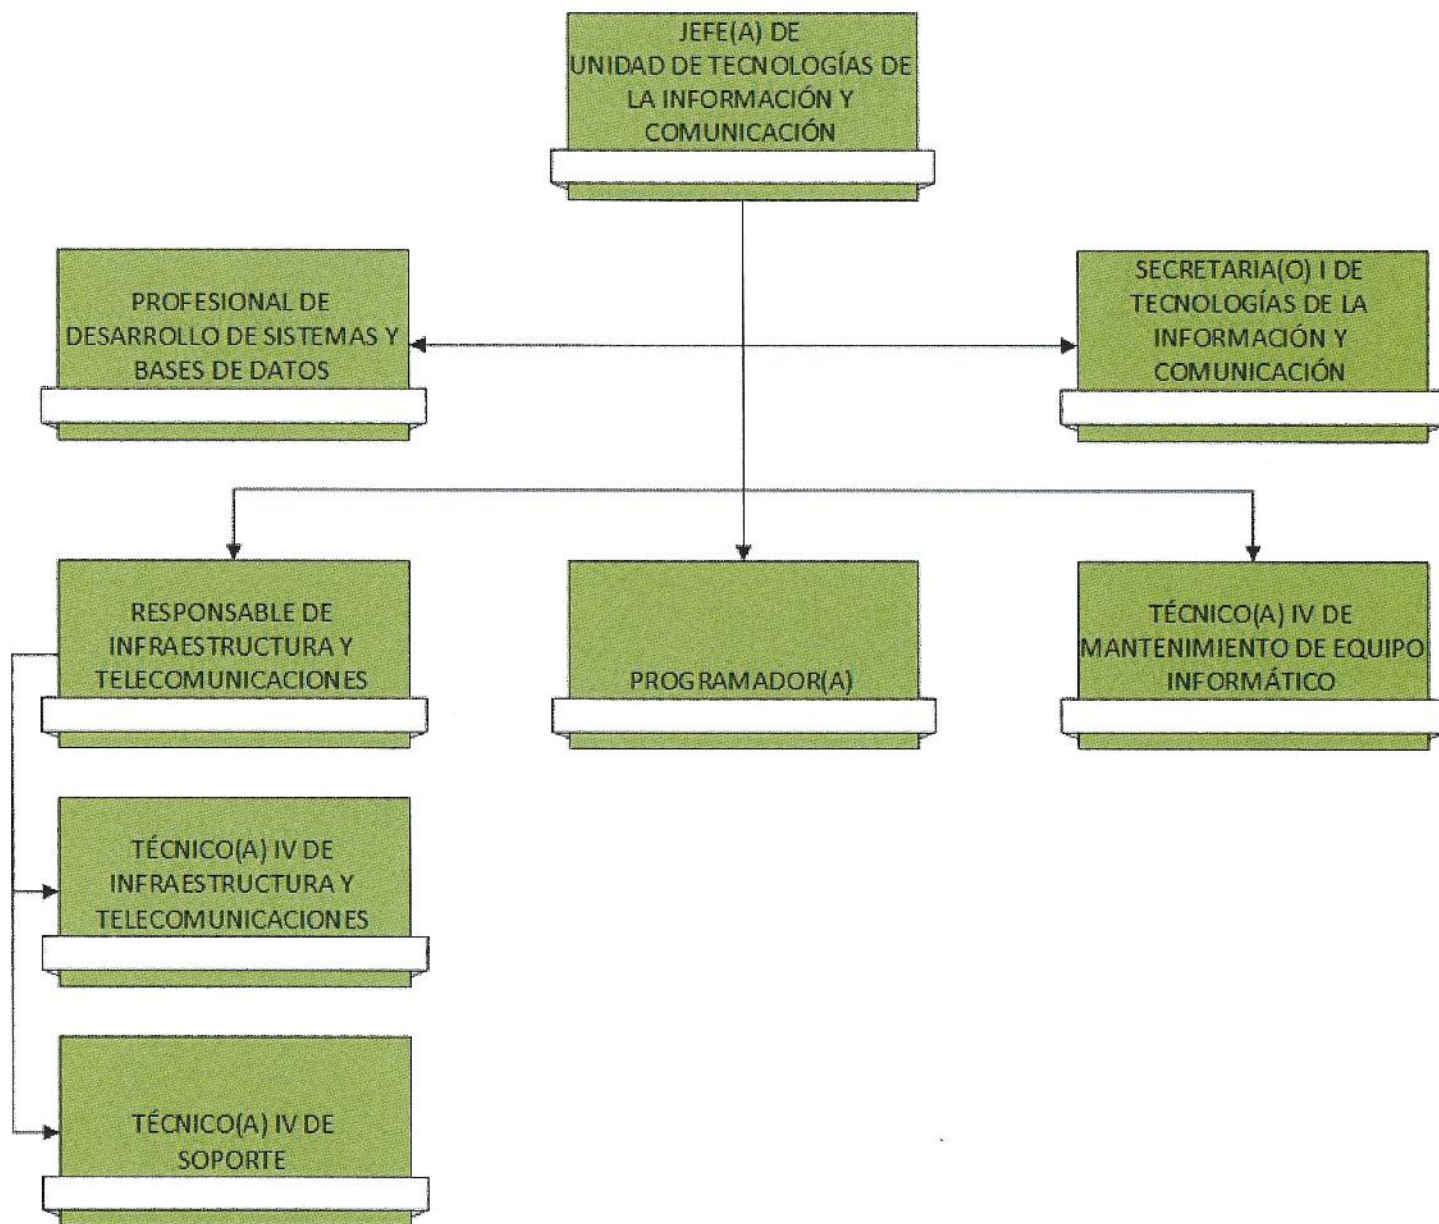 JEFE(A) DE
UNIDAD DE TECNOLOGÍAS DE
LA INFORMACIÓN Y
COMUNICACIÓN
PROFESIONAL DE
DESARROLLO DE SISTEMAS Y
BASES DE DATOS
SECRETARIA(O) I DE
TECNOLOGÍAS DE LA
INFORMACIÓN Y
COMUNICACIÓN
RESPONSABLE DE
INFRAESTRUCTURA Y
TELECOMUNICACIONES
PROGRAMADOR(A)
TÉCNICO(A) IV DE
MANTENIMIENTO DE EQUIPO
INFORMÁTICO
TÉCNICO(A) IV DE
INFRAESTRUCTURA Y
TELECOMUNICACIONES
TÉCNICO(A) IV DE
SOPORTE